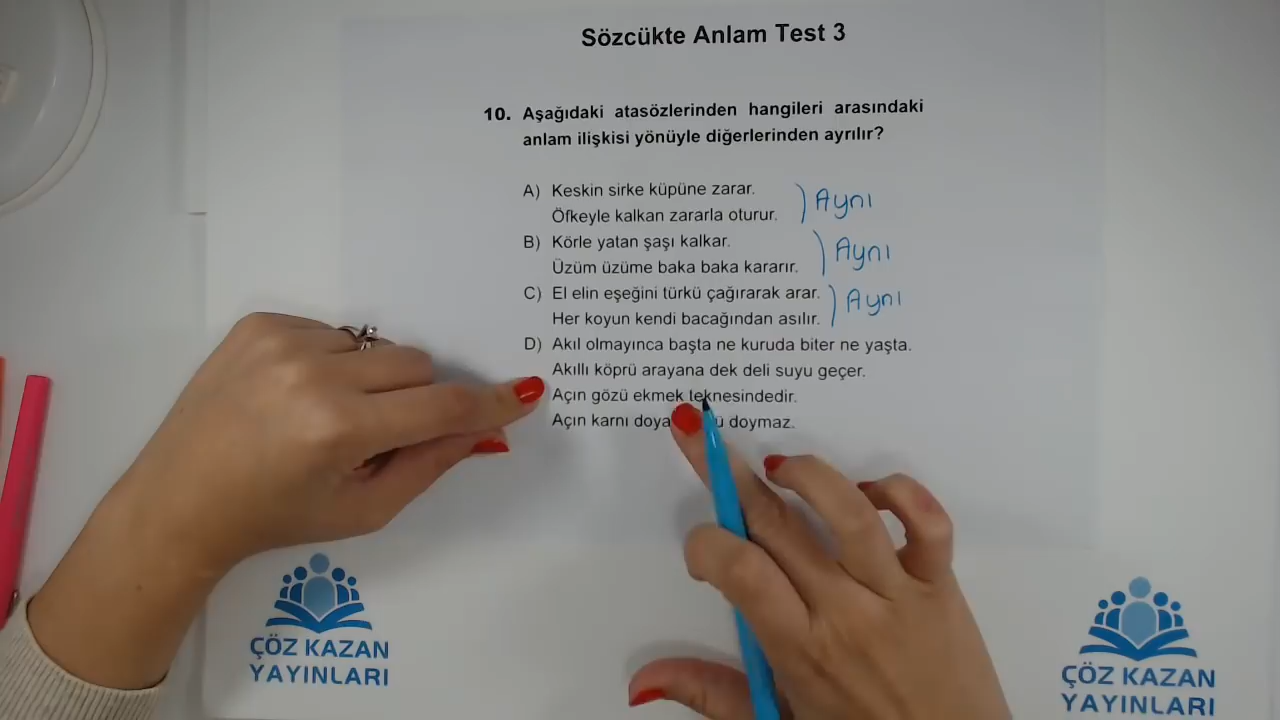 Sözcükte Anlam Test 3
10. Aşağıdaki atasözlerinden hangileri arasındaki
anlam ilişkisi yönüyle diğerlerinden ayrılır?
A) Keskin sirke küpüne zarar.
Öfkeyle kalkan zararla oturur.
Aynı
B) Körle yatan şaşı kalkar.
Üzüm üzüme baka baka kararır.
Aynı
C) El elin eşeğini türkü çağırarak arar.
Her koyun kendi bacağından asılır.
Aynı
D) Akıl olmayınca başta ne kuruda biter ne yaşta.
Akıllı köprü arayana dek deli suyu geçer.
Açın gözü ekmek teknesindedir.
Açın karnı doymaz.
ÇÖZ KAZAN
YAYINLARI
ÇÖZ KAZAN
YAYINLARI